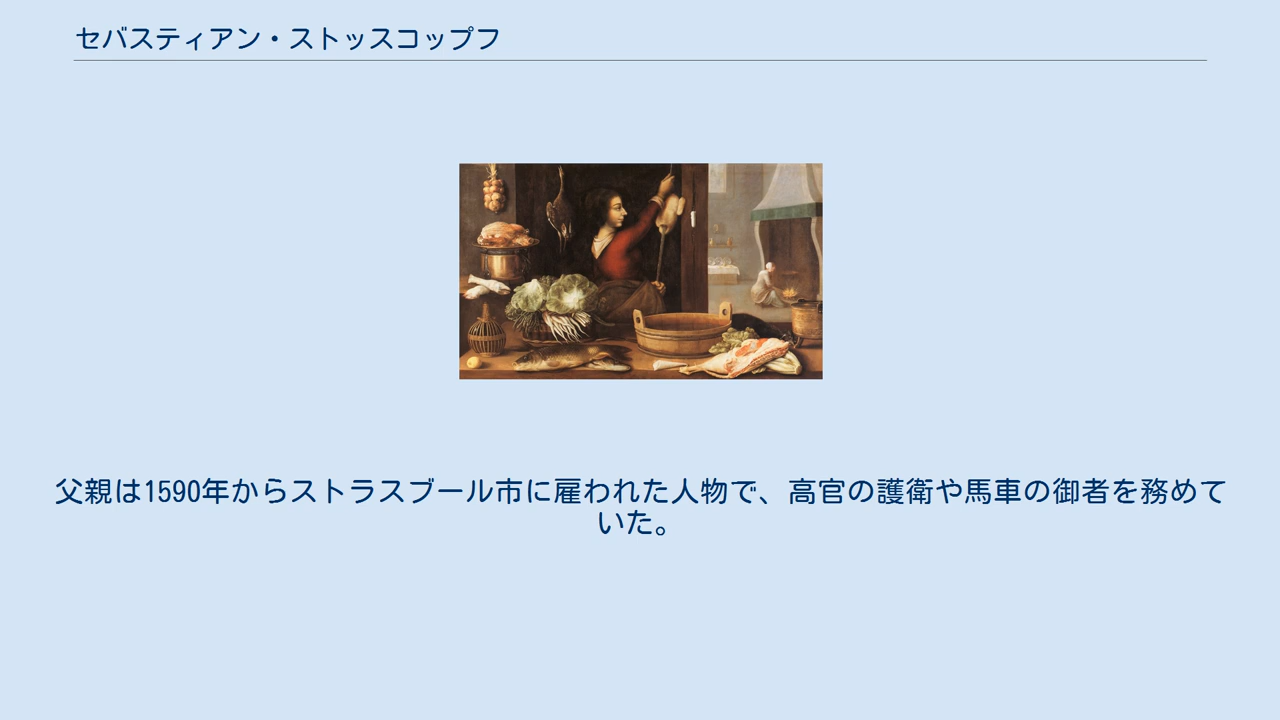 セバスティアン・ストッスコップフ
父親は1590年からストラスブール市に雇われた人物で、高官の護衛や馬車の御者を務めて
いた。